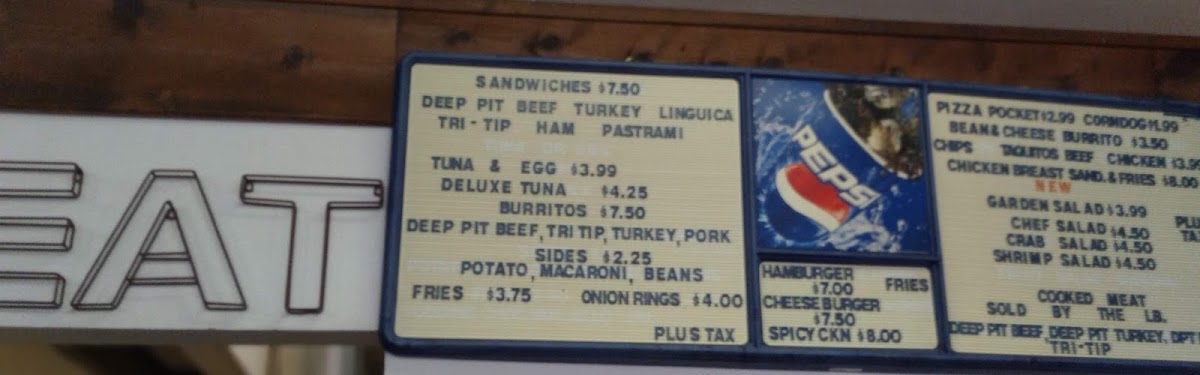 EAT
SANDWICHES $7.50
DEEP PIT BEEF TURKEY LINGUICA
TRI-TIP HAM PASTRAMI
TUNA & EGG $3.99
DELUXE TUNA $4.25
BURRITOS $7.50
DEEP PIT BEEF, TRI TIP, TURKEY, PORK
SIDES $2.25
POTATO, MACARONI, BEANS
FRIES $3.75 ONION RINGS $4.00
PLUS TAX
PEPSI
HAMBURGER FRIES
$7.00
CHEESEBURGER
$7.50
SPICY CKN $8.00
PIZZA POCKET $2.99 CORNDOG $1.99
BEAN & CHEESE BURRITO $3.50
CHIPS TAQUITOS BEEF CHICKEN
CHICKEN BREAST SAND. & FRIES $8.00
NEW
GARDEN SALAD $3.99
CHEF SALAD $4.50
CRAB SALAD $4.50
SHRIMP SALAD $4.50
COOKED MEAT
SOLD BY THE LB.
DEEP PIT BEEF, DEEP PIT TURKEY, DPT
TRI-TIP